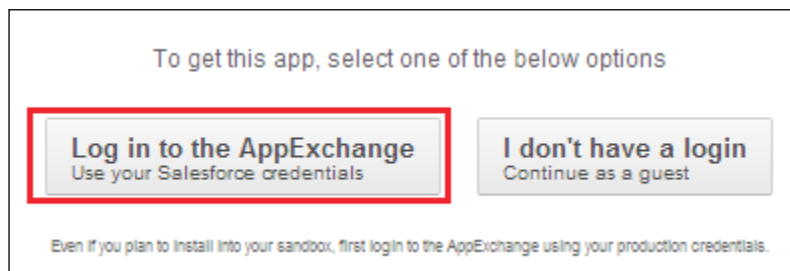 To get this app, select one of the below options
Log in to the AppExchange
Use your Salesforce credentials
I don't have a login
Continue as a guest
Even if you plan to install into your sandbox, first login to the AppExchange using your production credentials.